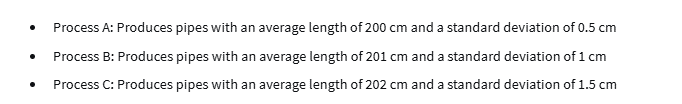 • Process A: Produces pipes with an average length of 200 cm and a standard deviation of 0.5 cm
• Process B: Produces pipes with an average length of 201 cm and a standard deviation of 1 cm
• Process C: Produces pipes with an average length of 202 cm and a standard deviation of 1.5 cm